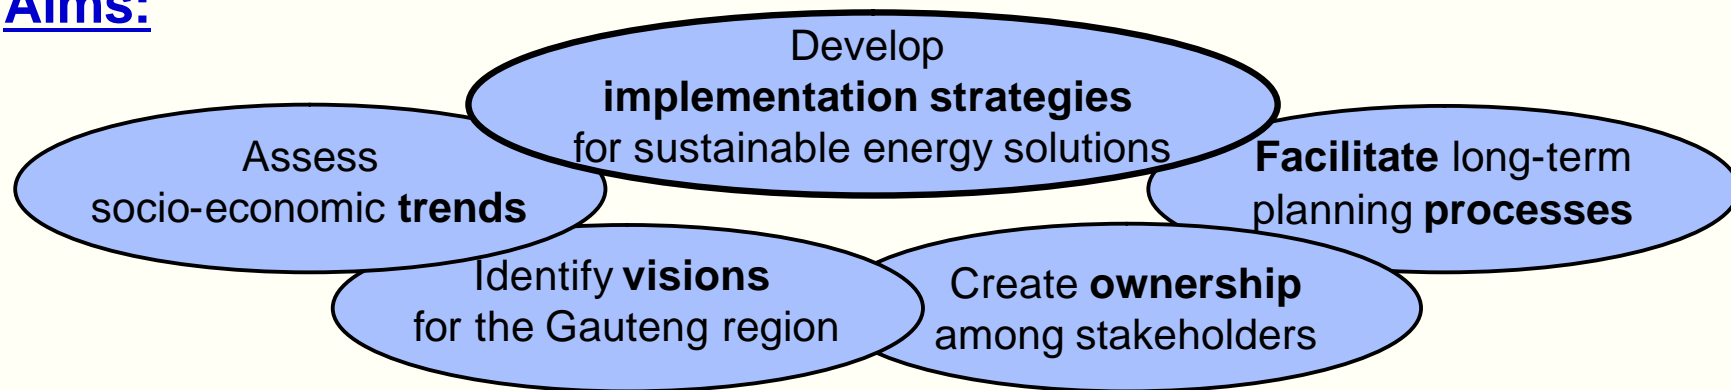 Aims:
Develop
implementation strategies
for sustainable energy solutions
Assess
socio-economic trends
Facilitate long-term
planning processes
Identify visions
for the Gauteng region
Create ownership
among stakeholders